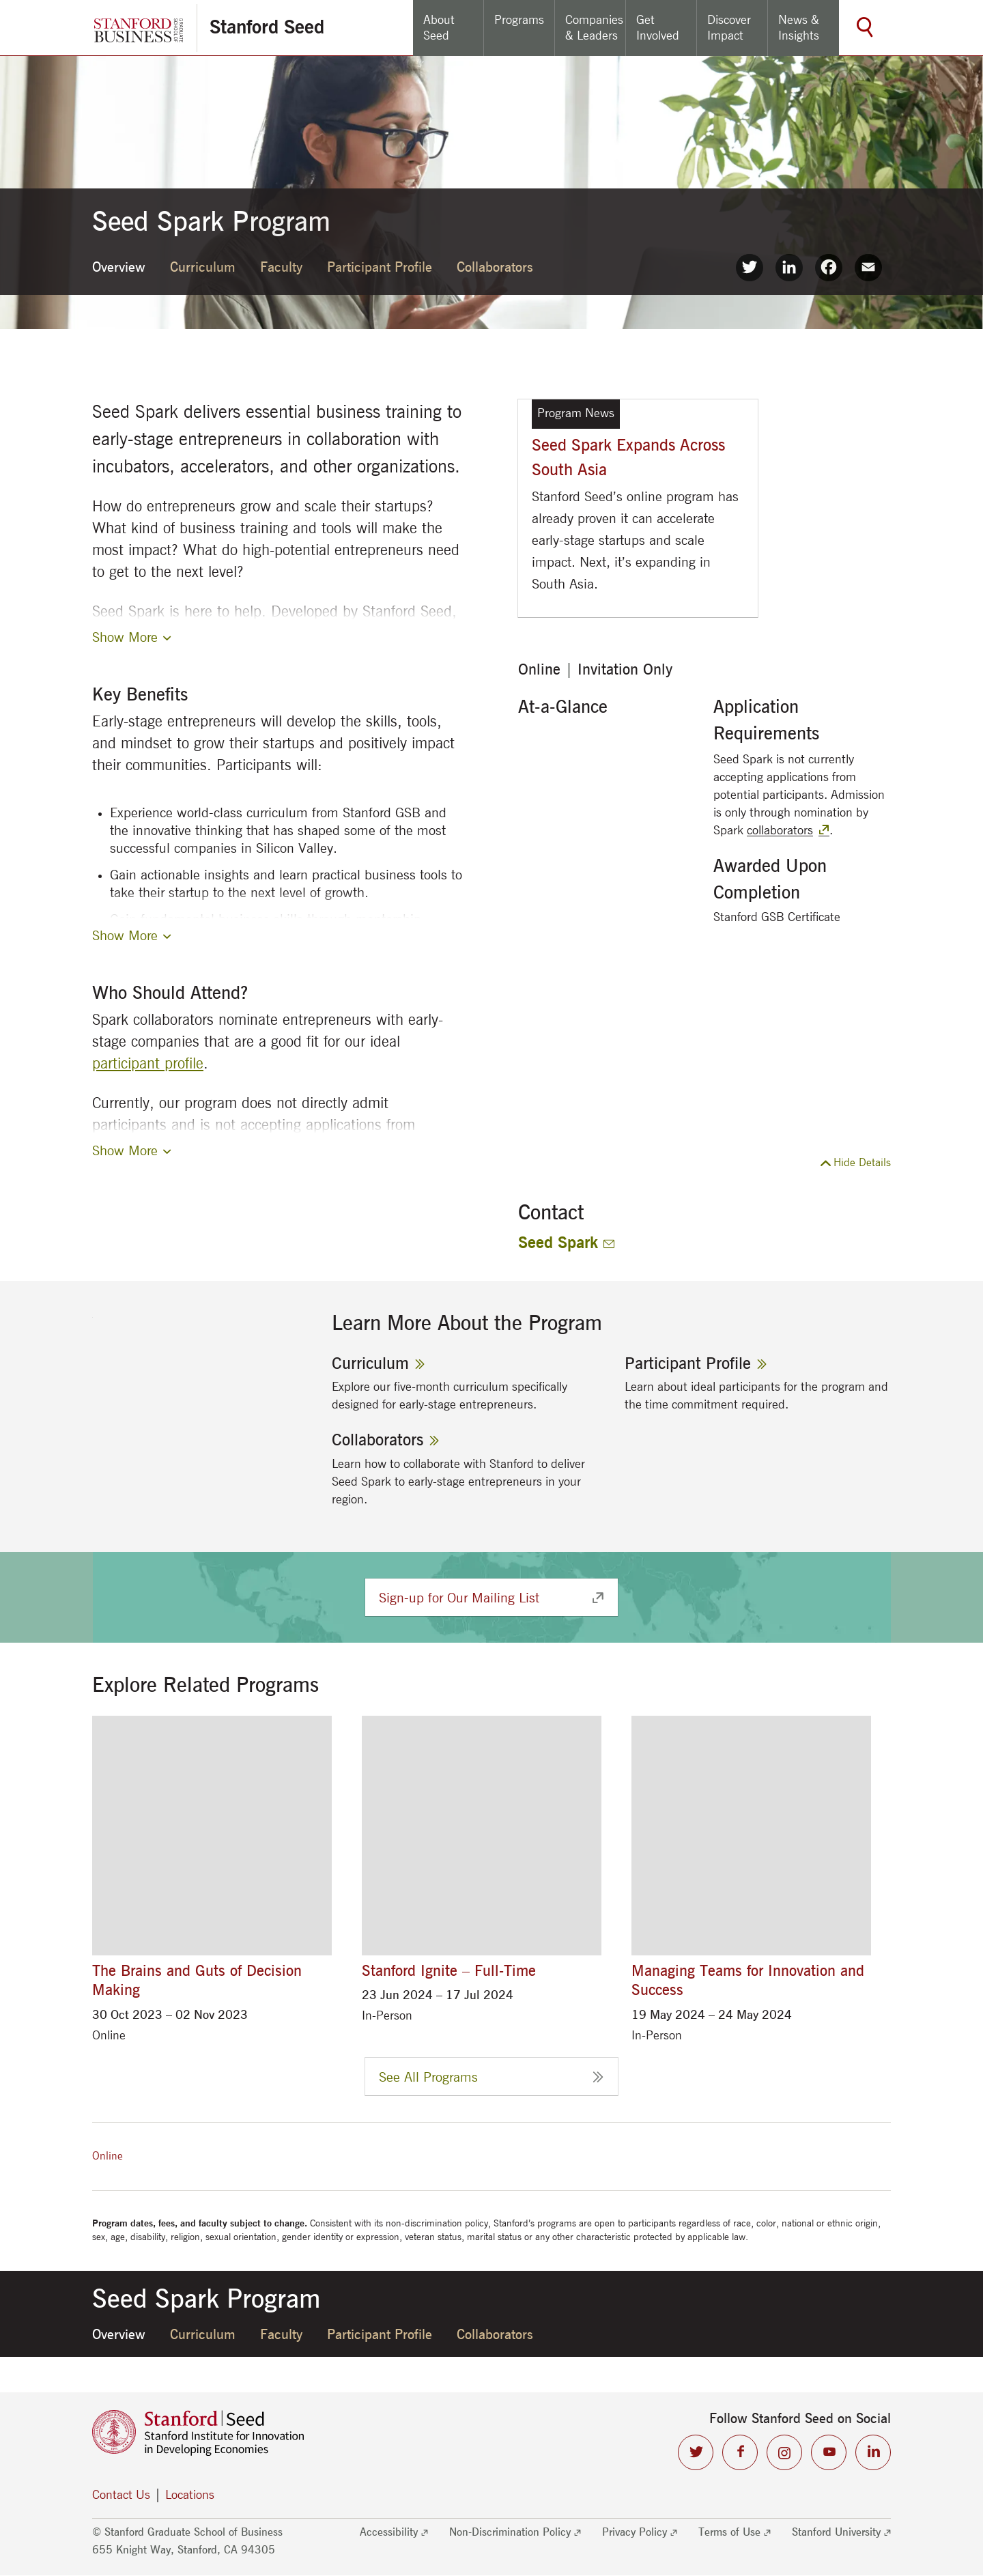 STANFORD
BUSINESS
GRADUATE
SCHOOL OF
Stanford Seed
About
Seed
Programs
Companies
& Leaders
Get
Involved
Discover
Impact
News &
Insights
Seed Spark Program
Overview
Curriculum
Faculty
Participant Profile
Collaborators
Seed Spark delivers essential business training to
early-stage entrepreneurs in collaboration with
incubators, accelerators, and other organizations.
How do entrepreneurs grow and scale their startups?
What kind of business training and tools will make the
most impact? What do high-potential entrepreneurs need
to get to the next level?
Seed Spark is here to help. Developed by Stanford Seed,
Show More
Key Benefits
Early-stage entrepreneurs will develop the skills, tools,
and mindset to grow their startups and positively impact
their communities. Participants will:
• Experience world-class curriculum from Stanford GSB and
the innovative thinking that has shaped some of the most
successful companies in Silicon Valley.
• Gain actionable insights and learn practical business tools to
take their startup to the next level of growth.
Show More
Who Should Attend?
Spark collaborators nominate entrepreneurs with early-
stage companies that are a good fit for our ideal
participant profile.
Currently, our program does not directly admit
participants and is not accepting applications from
Show More
Program News
Seed Spark Expands Across
South Asia
Stanford Seed's online program has
already proven it can accelerate
early-stage startups and scale
impact. Next, it's expanding in
South Asia.
Online | Invitation Only
At-a-Glance
Application
Requirements
Seed Spark is not currently
accepting applications from
potential participants. Admission
is only through nomination by
Spark collaborators.
Awarded Upon
Completion
Stanford GSB Certificate
Hide Details
Contact
Seed Spark
Learn More About the Program
Curriculum
Explore our five-month curriculum specifically
designed for early-stage entrepreneurs.
Participant Profile
Learn about ideal participants for the program and
the time commitment required.
Collaborators
Learn how to collaborate with Stanford to deliver
Seed Spark to early-stage entrepreneurs in your
region.
Sign-up for Our Mailing List
Explore Related Programs
The Brains and Guts of Decision
Making
30 Oct 2023 – 02 Nov 2023
Online
Stanford Ignite – Full-Time
23 Jun 2024 – 17 Jul 2024
In-Person
Managing Teams for Innovation and
Success
19 May 2024 – 24 May 2024
In-Person
See All Programs
Online
Program dates, fees, and faculty subject to change. Consistent with its non-discrimination policy, Stanford's programs are open to participants regardless of race, color, national or ethnic origin,
sex, age, disability, religion, sexual orientation, gender identity or expression, veteran status, marital status or any other characteristic protected by applicable law.
Seed Spark Program
Overview
Curriculum
Faculty
Participant Profile
Collaborators
Stanford | Seed
Stanford Institute for Innovation
in Developing Economies
Follow Stanford Seed on Social
Contact Us | Locations
© Stanford Graduate School of Business
655 Knight Way, Stanford, CA 94305
Accessibility
Non-Discrimination Policy
Privacy Policy
Terms of Use
Stanford University